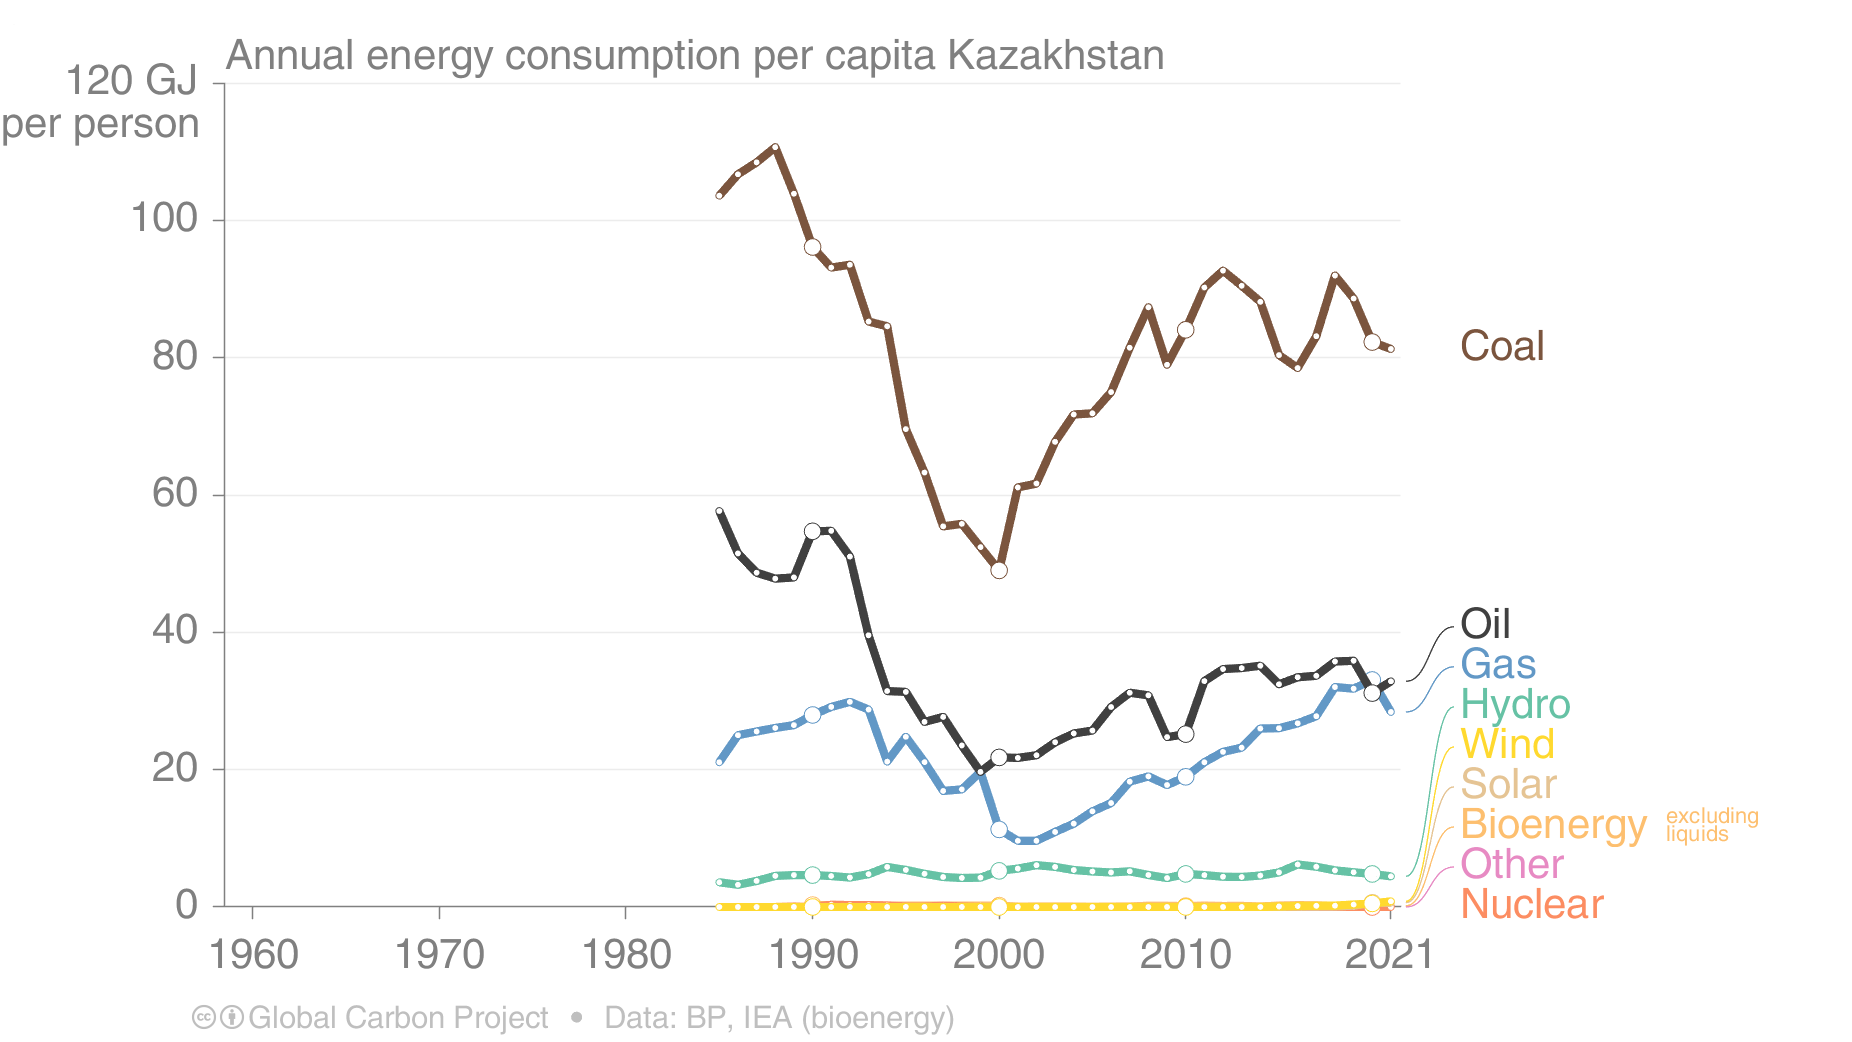 Annual energy consumption per capita Kazakhstan
120 GJ
per person
100
80
60
40
20
0
1960 1970 1980 1990 2000 2010 2021
Coal
Oil
Gas
Hydro
Wind
Solar
Bioenergy excluding
liquids
Other
Nuclear
cc Global Carbon Project • Data: BP, IEA (bioenergy)